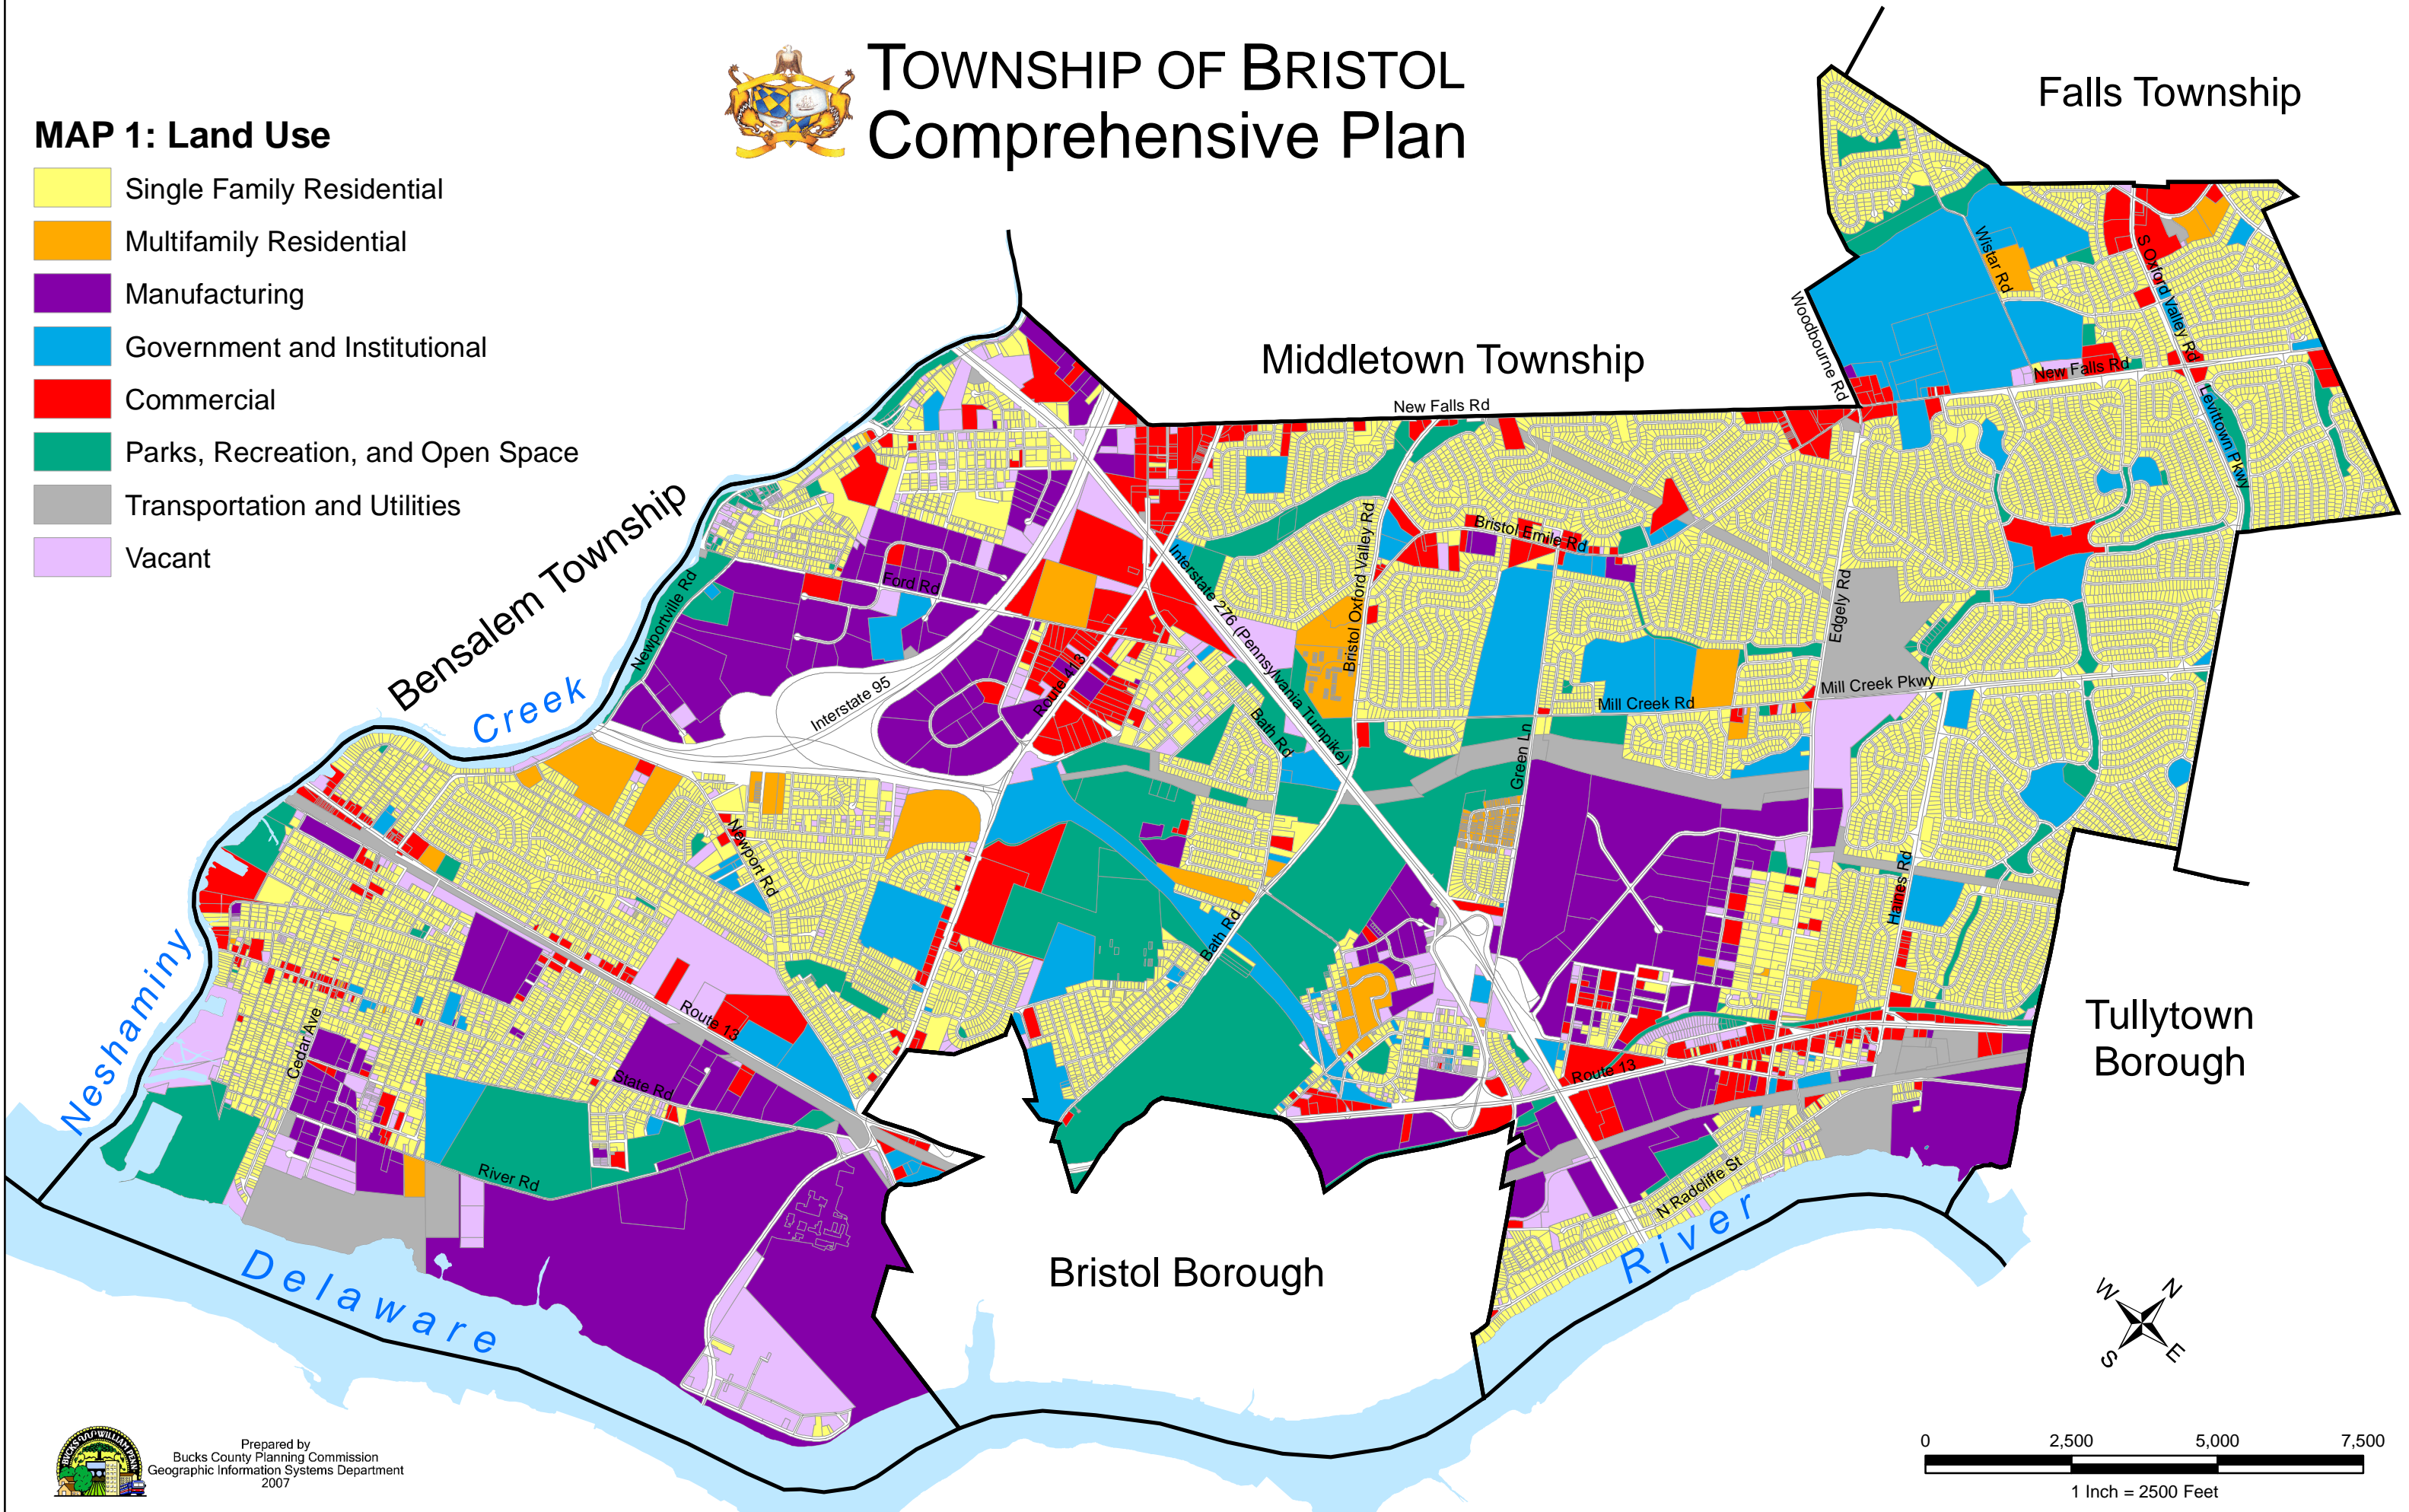 TOWNSHIP OF BRISTOL
Comprehensive Plan
MAP 1: Land Use
Single Family Residential
Multifamily Residential
Manufacturing
Government and Institutional
Commercial
Parks, Recreation, and Open Space
Transportation and Utilities
Vacant
Falls Township
Middletown Township
Bensalem Township
Tullytown
Borough
Bristol Borough
Neshaminy
Creek
Delaware
River
Woodbourne Rd
Wistar Rd
S Oxford Valley Rd
New Falls Rd
Levittown Pkwy
New Falls Rd
Bristol Emile Rd
Bristol Oxford Valley Rd
Interstate 276 (Pennsylvania Turnpike)
Edgely Rd
Mill Creek Pkwy
Mill Creek Rd
Ford Rd
Newportville Rd
Interstate 95
Route 413
Bath Rd
Green Ln
Newport Rd
Haines Rd
Bath Rd
Route 13
Cedar Ave
State Rd
Route 13
River Rd
N Radcliffe St
W
N
S
E
0
2,500
5,000
7,500
1 Inch = 2500 Feet
Prepared by
Bucks County Planning Commission
Geographic Information Systems Department
2007